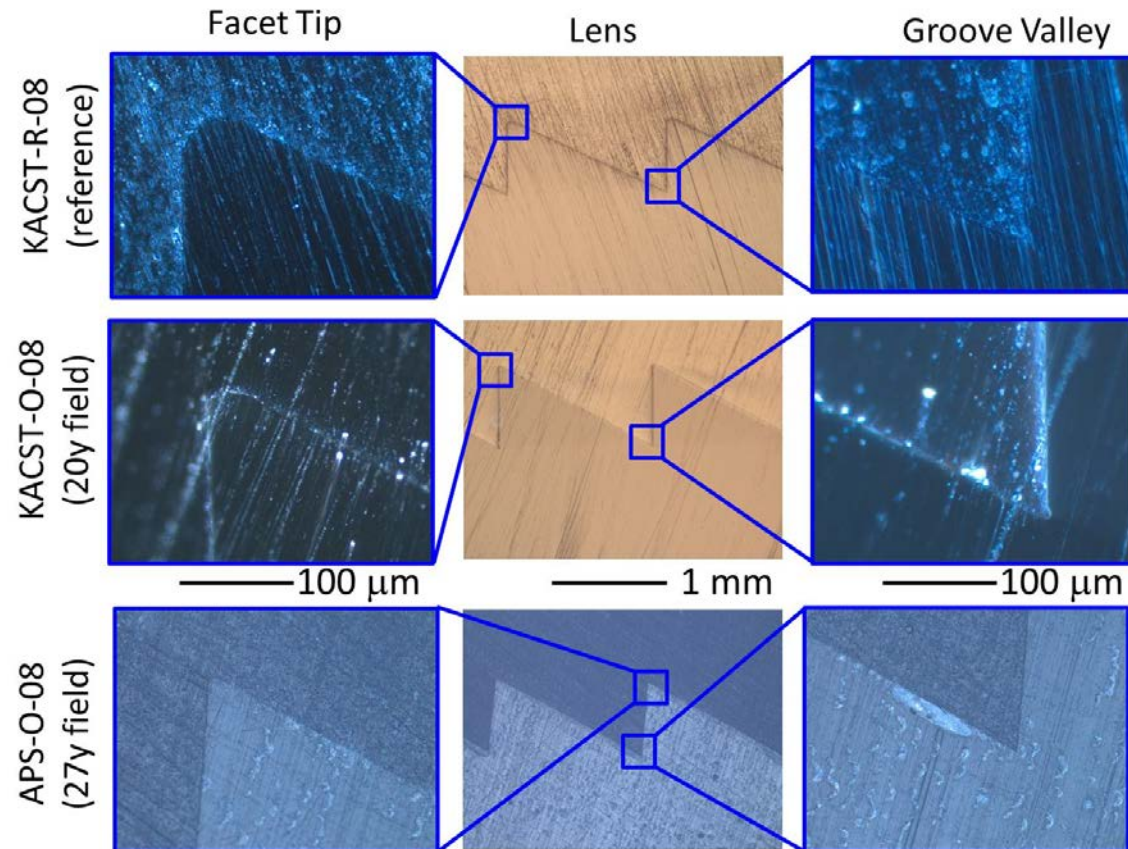 Facet Tip
Lens
Groove Valley
KACST-R-08
(reference)
KACST-O-08
(20y field)
100 μm
1 mm
100 μm
APS-O-08
(27y field)